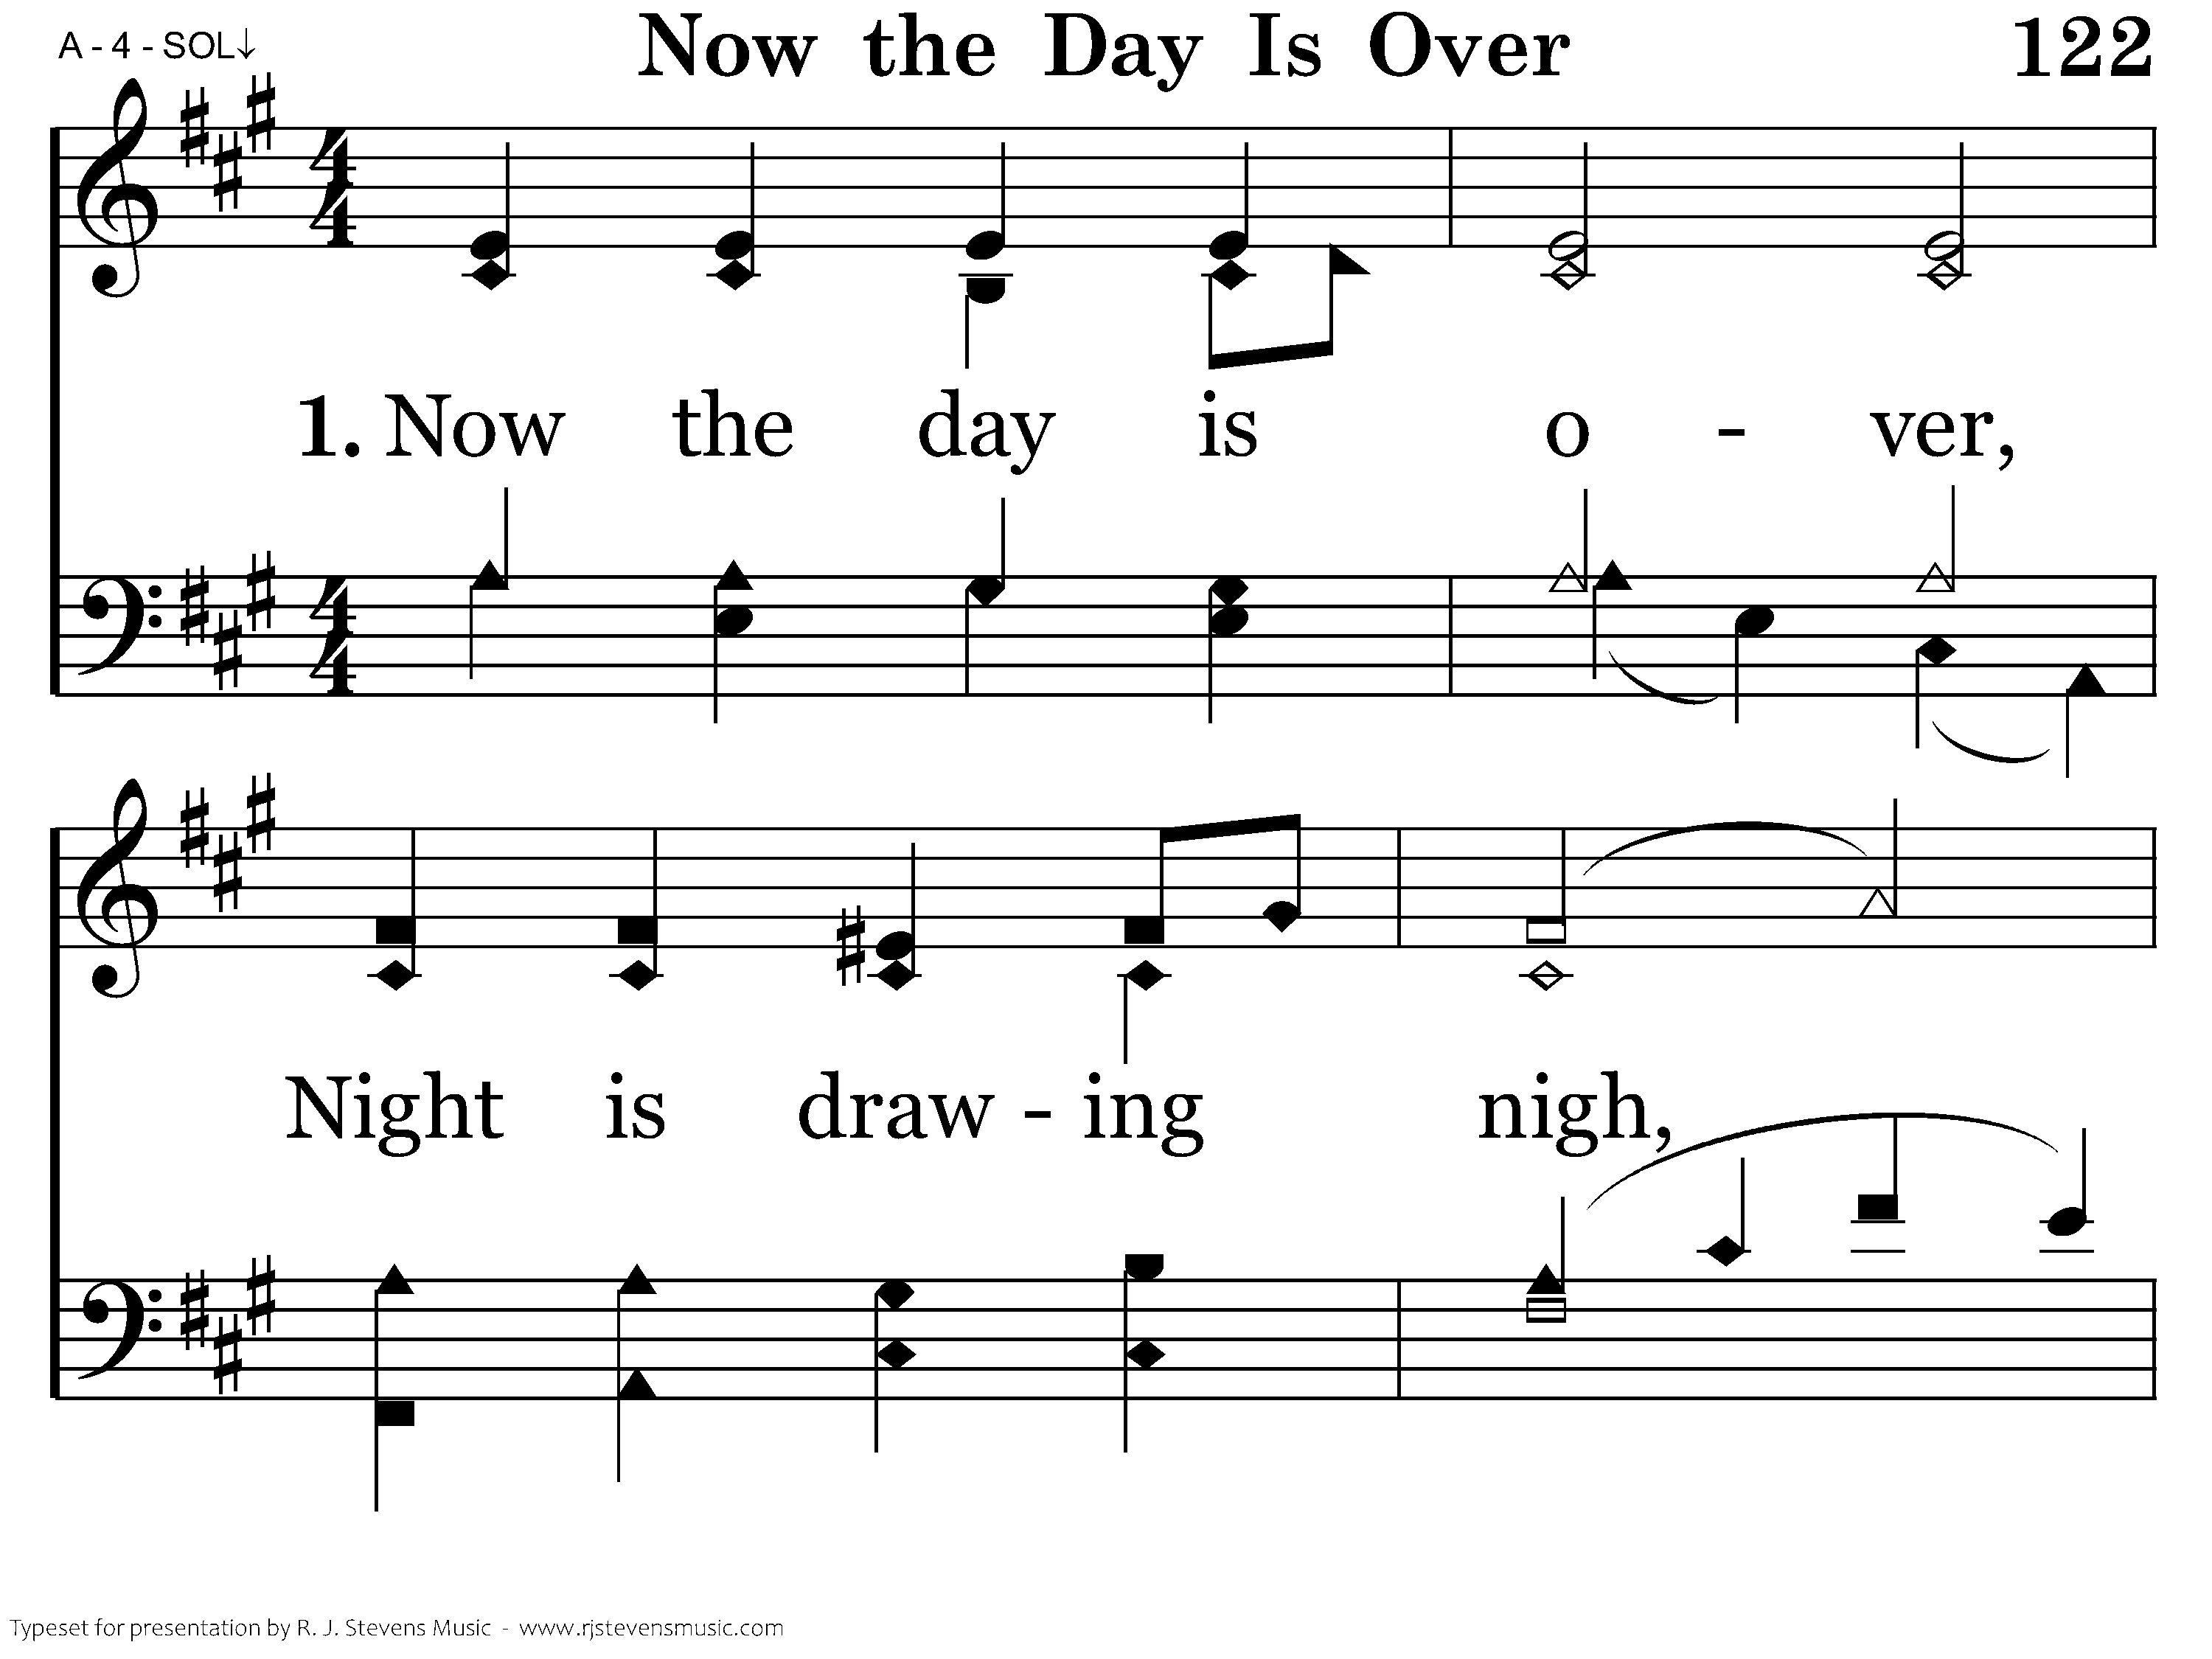 A - 4 - SOL↓
Now the Day Is Over
122
1. Now the day is o - ver,
Night is draw - ing nigh,
Typeset for presentation by R. J. Stevens Music - www.rjstevensmusic.com